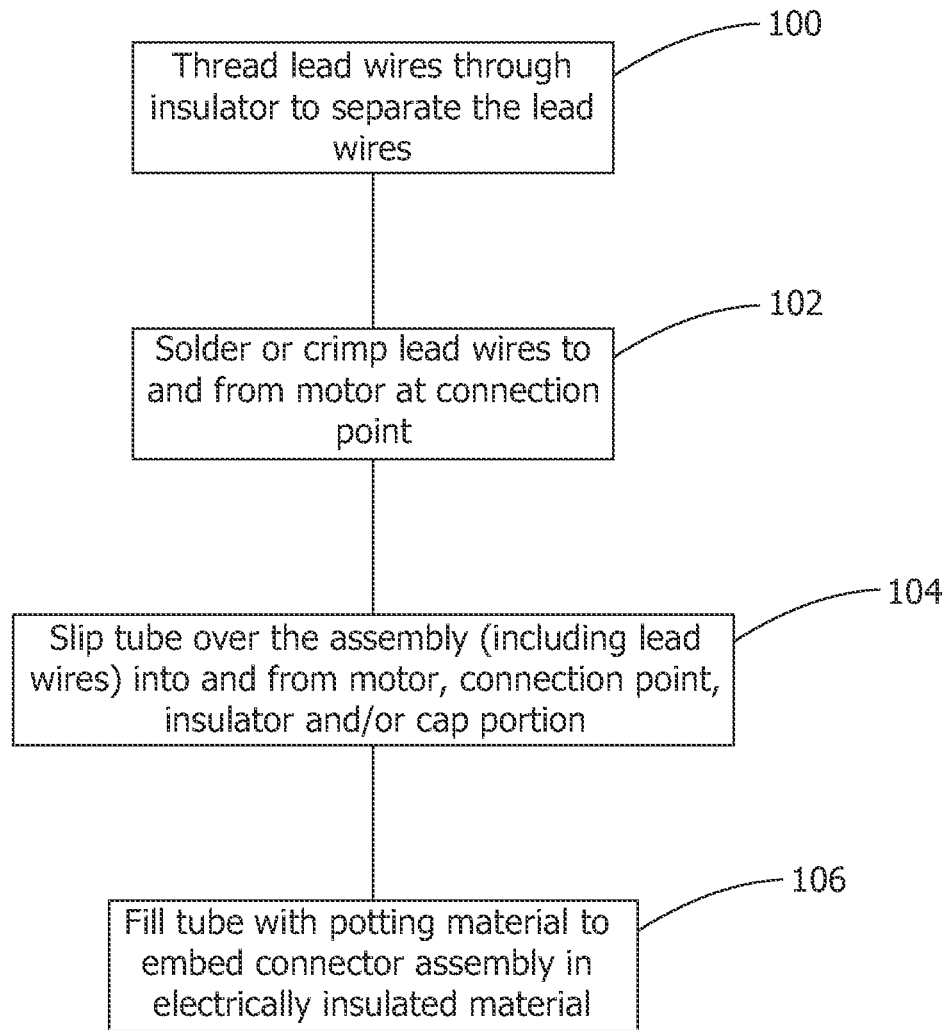 100
Thread lead wires through
insulator to separate the lead
wires
102
Solder or crimp lead wires to
and from motor at connection
point
104
Slip tube over the assembly (including lead
wires) into and from motor, connection point,
insulator and/or cap portion
106
Fill tube with potting material to
embed connector assembly in
electrically insulated material